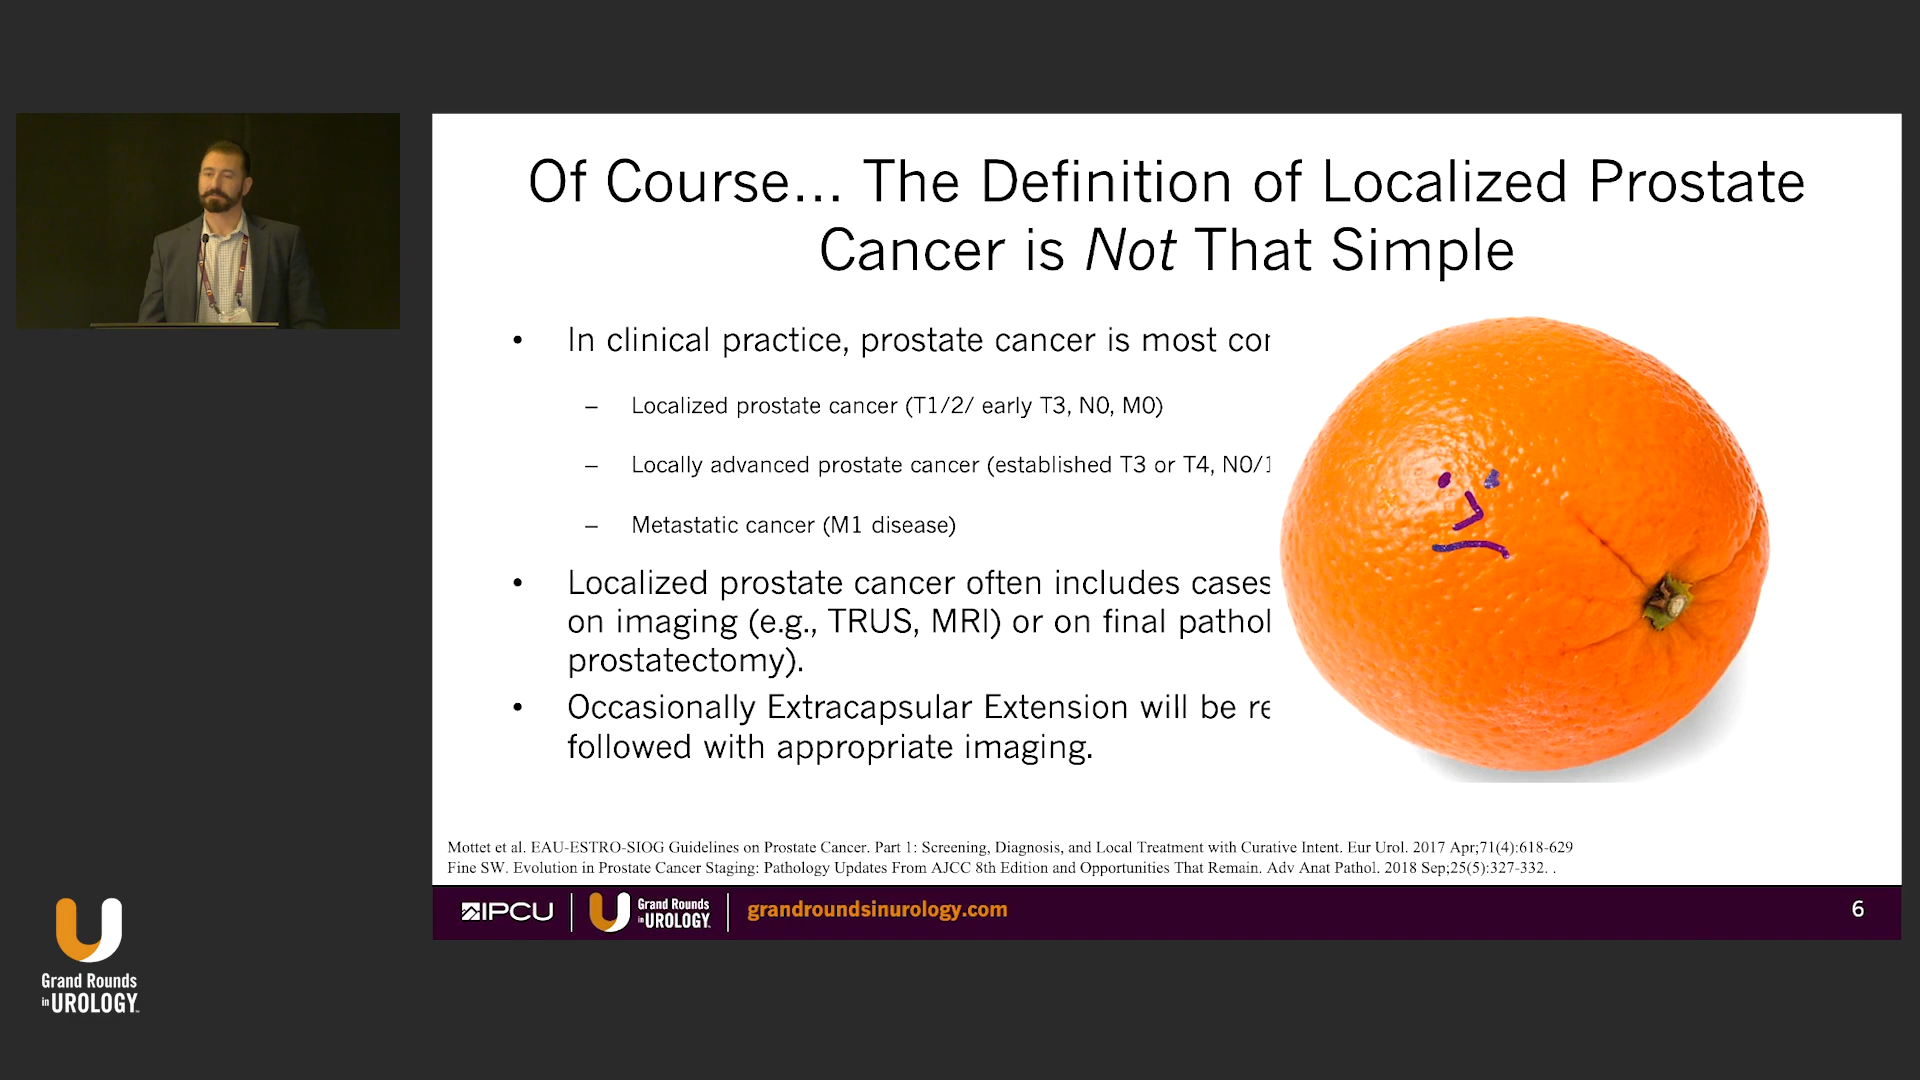 Of Course... The Definition of Localized Prostate
Cancer is Not That Simple
• In clinical practice, prostate cancer is most
– Localized prostate cancer (T1/2/ early T3, N0, M0)
– Locally advanced prostate cancer (established T3 or T4, N0/1
– Metastatic cancer (M1 disease)
• Localized prostate cancer often includes cases
on imaging (e.g., TRUS, MRI) or on final
prostatectomy).
• Occasionally Extracapsular Extension will be
followed with appropriate imaging.
Mottet et al. EAU-ESTRO-SIOG Guidelines on Prostate Cancer. Part 1: Screening, Diagnosis, and Local Treatment with Curative Intent. Eur Urol. 2017 Apr;71(4):618-629
Fine SW. Evolution in Prostate Cancer Staging: Pathology Updates From AJCC 8th Edition and Opportunities That Remain. Adv Anat Pathol. 2018 Sep;25(5):327-332. .
IPCU
Grand Rounds
in UROLOGY
grandroundsinurology.com
6
Grand Rounds
in UROLOGY